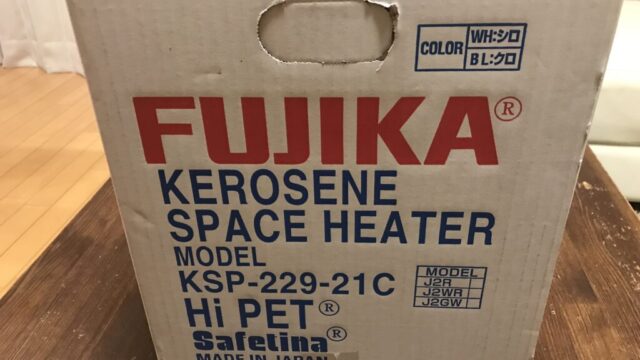 COLOR
WH:シロ
BL:クロ
FUJIKA®
KEROSENE
SPACE HEATER
MODEL
KSP-229-21C
MODEL
J2R
J2WR
J2GW
Hi PET®
Safetina®
MADE IN JAPAN